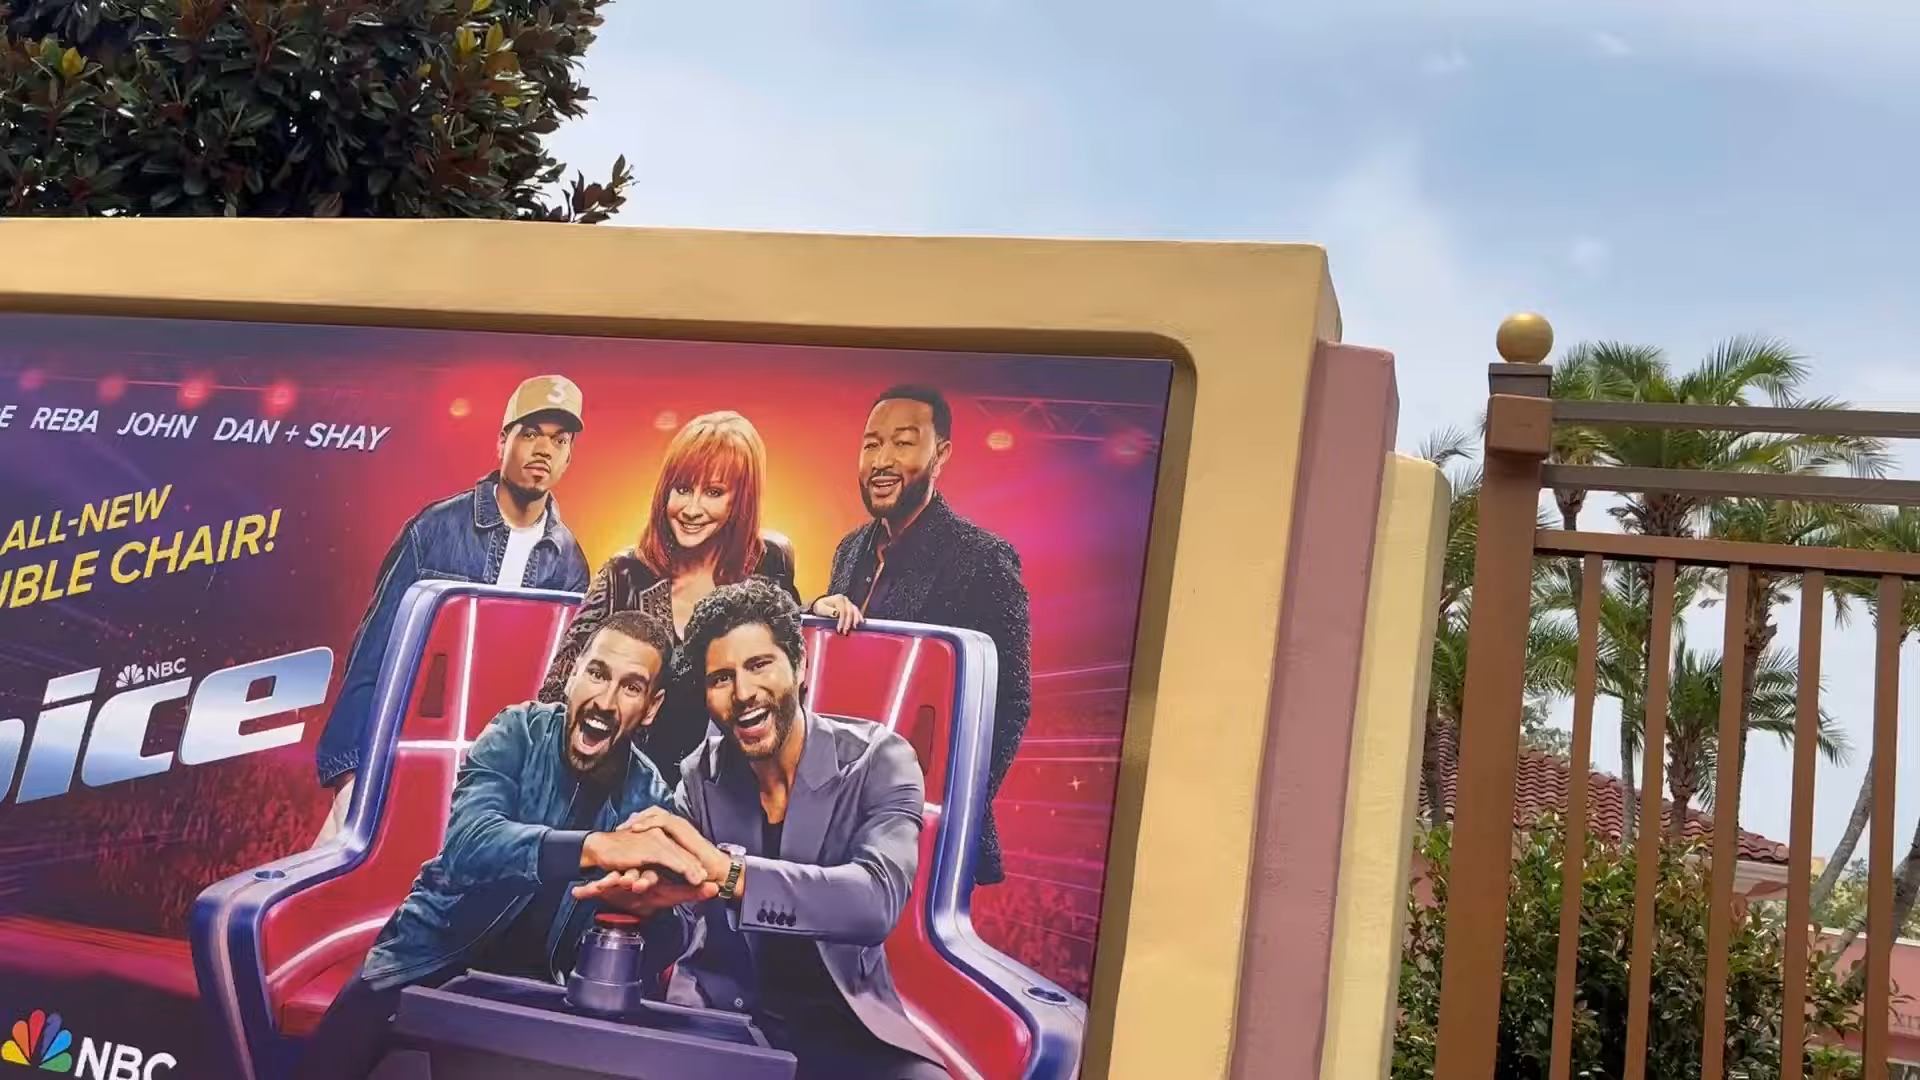 E REBA JOHN DAN + SHAY
ALL-NEW
UBLE CHAIR!
NBC
oice
3
NBC